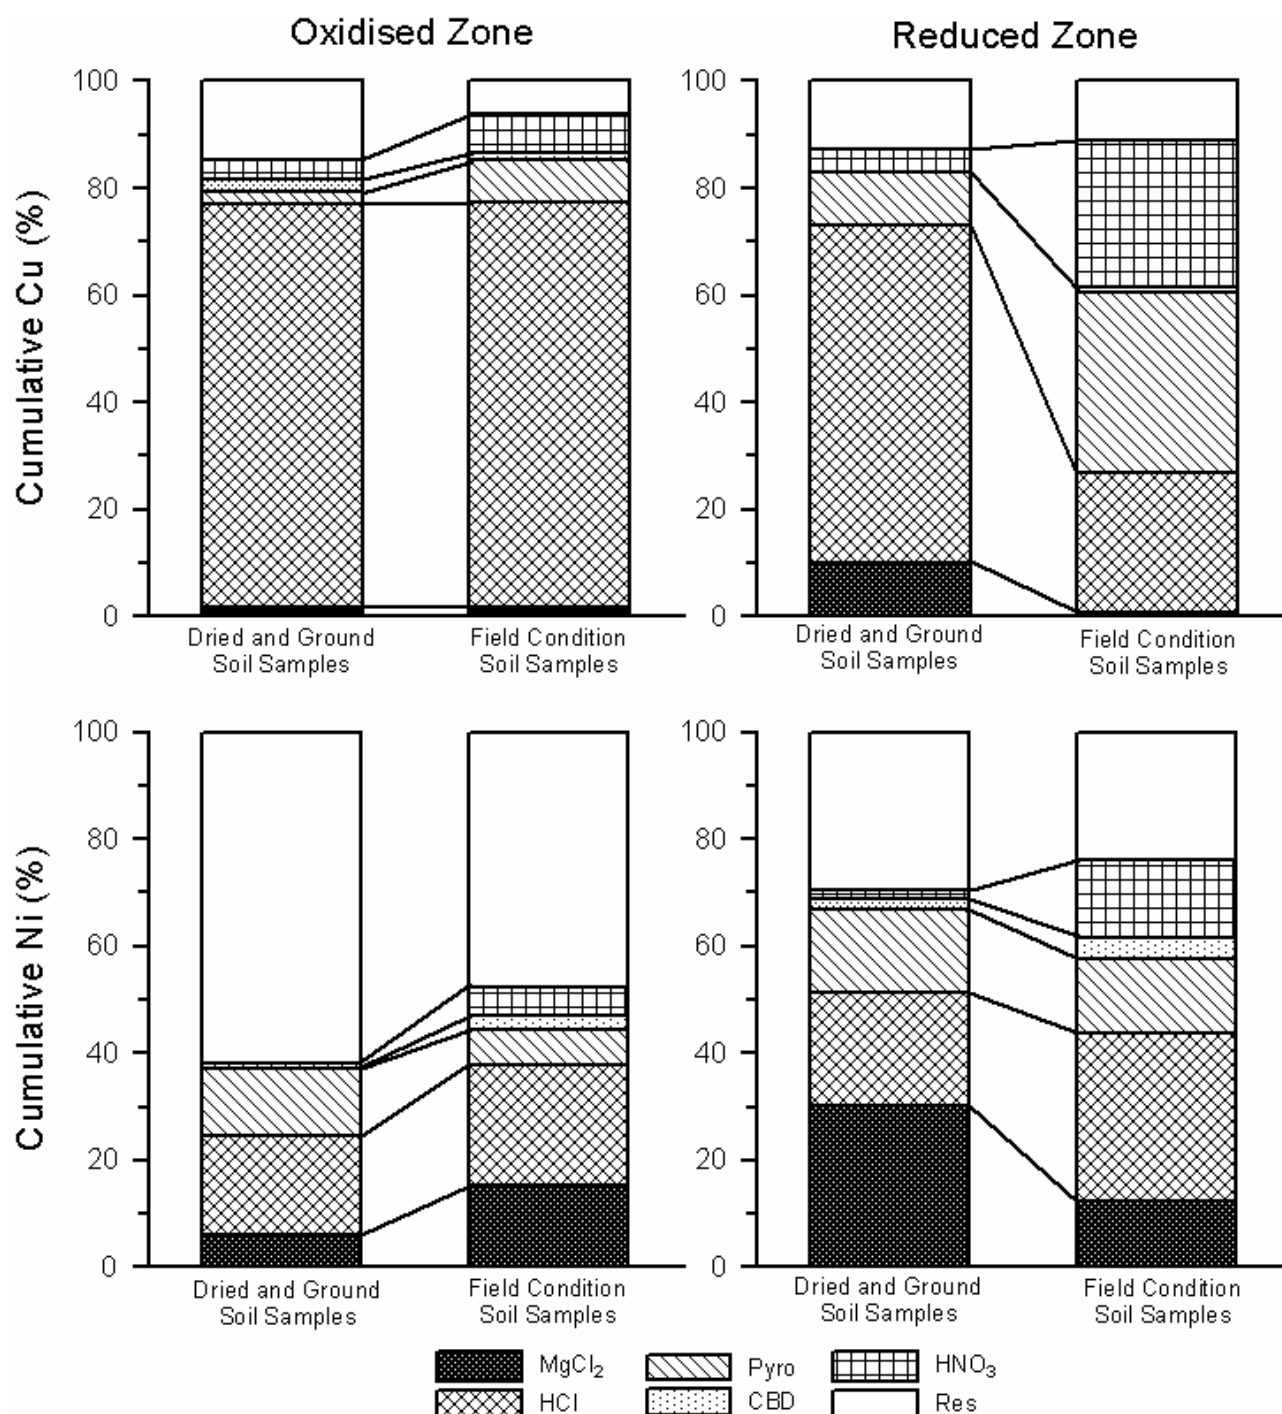 Oxidised Zone
Reduced Zone
Cumulative Cu (%)
100
80
60
40
20
0
Dried and Ground
Soil Samples
Field Condition
Soil Samples
100
80
60
40
20
0
Dried and Ground
Soil Samples
Field Condition
Soil Samples
Cumulative Ni (%)
100
80
60
40
20
0
Dried and Ground
Soil Samples
Field Condition
Soil Samples
100
80
60
40
20
0
Dried and Ground
Soil Samples
Field Condition
Soil Samples
MgCl₂
Pyro
HNO₃
HCl
CBD
Res